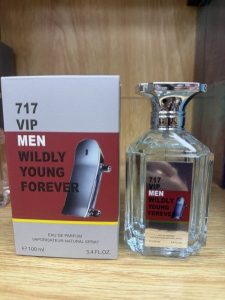 717
VIP
MEN
WILDLY
YOUNG
FOREVER
EAU DE PARFUM
VAPORISATEUR NATURAL SPRAY
e 100 ml
3.4 FL.OZ.
717
VIP
MEN
WILDLY
YOUNG
FOREVER